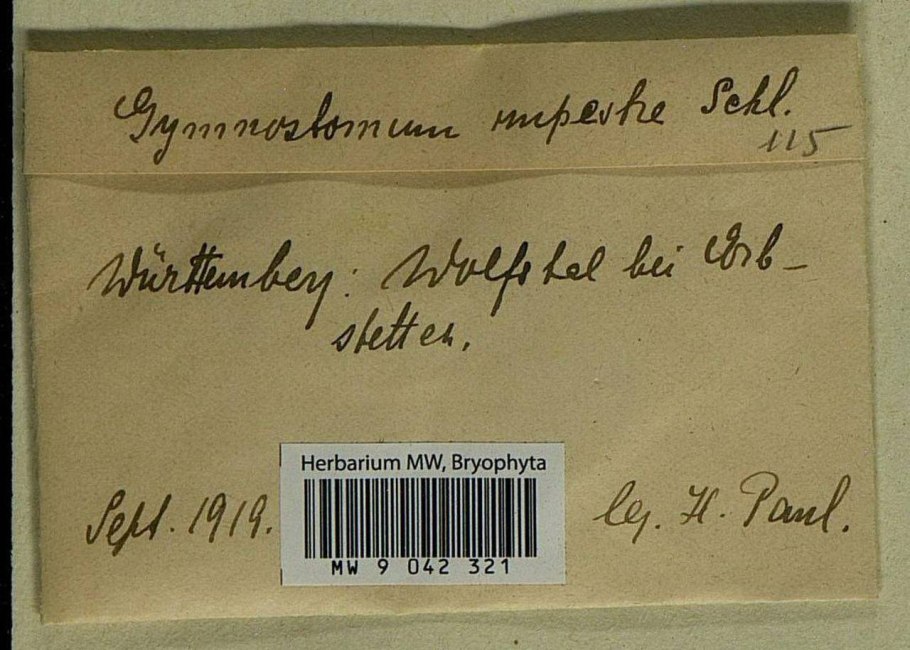 Gymnostomum rupestre Schl.
115
Württemberg: Wolfstal bei Erb-
stetten.
Sept. 1919.
Herbarium MW, Bryophyta
MW 9 042 321
leg. H. Paul.